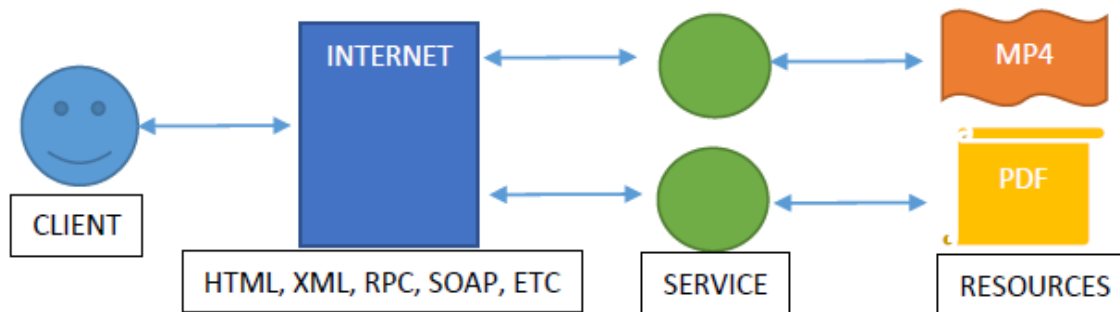 INTERNET
MP4
PDF
CLIENT
HTML, XML, RPC, SOAP, ETC
SERVICE
RESOURCES